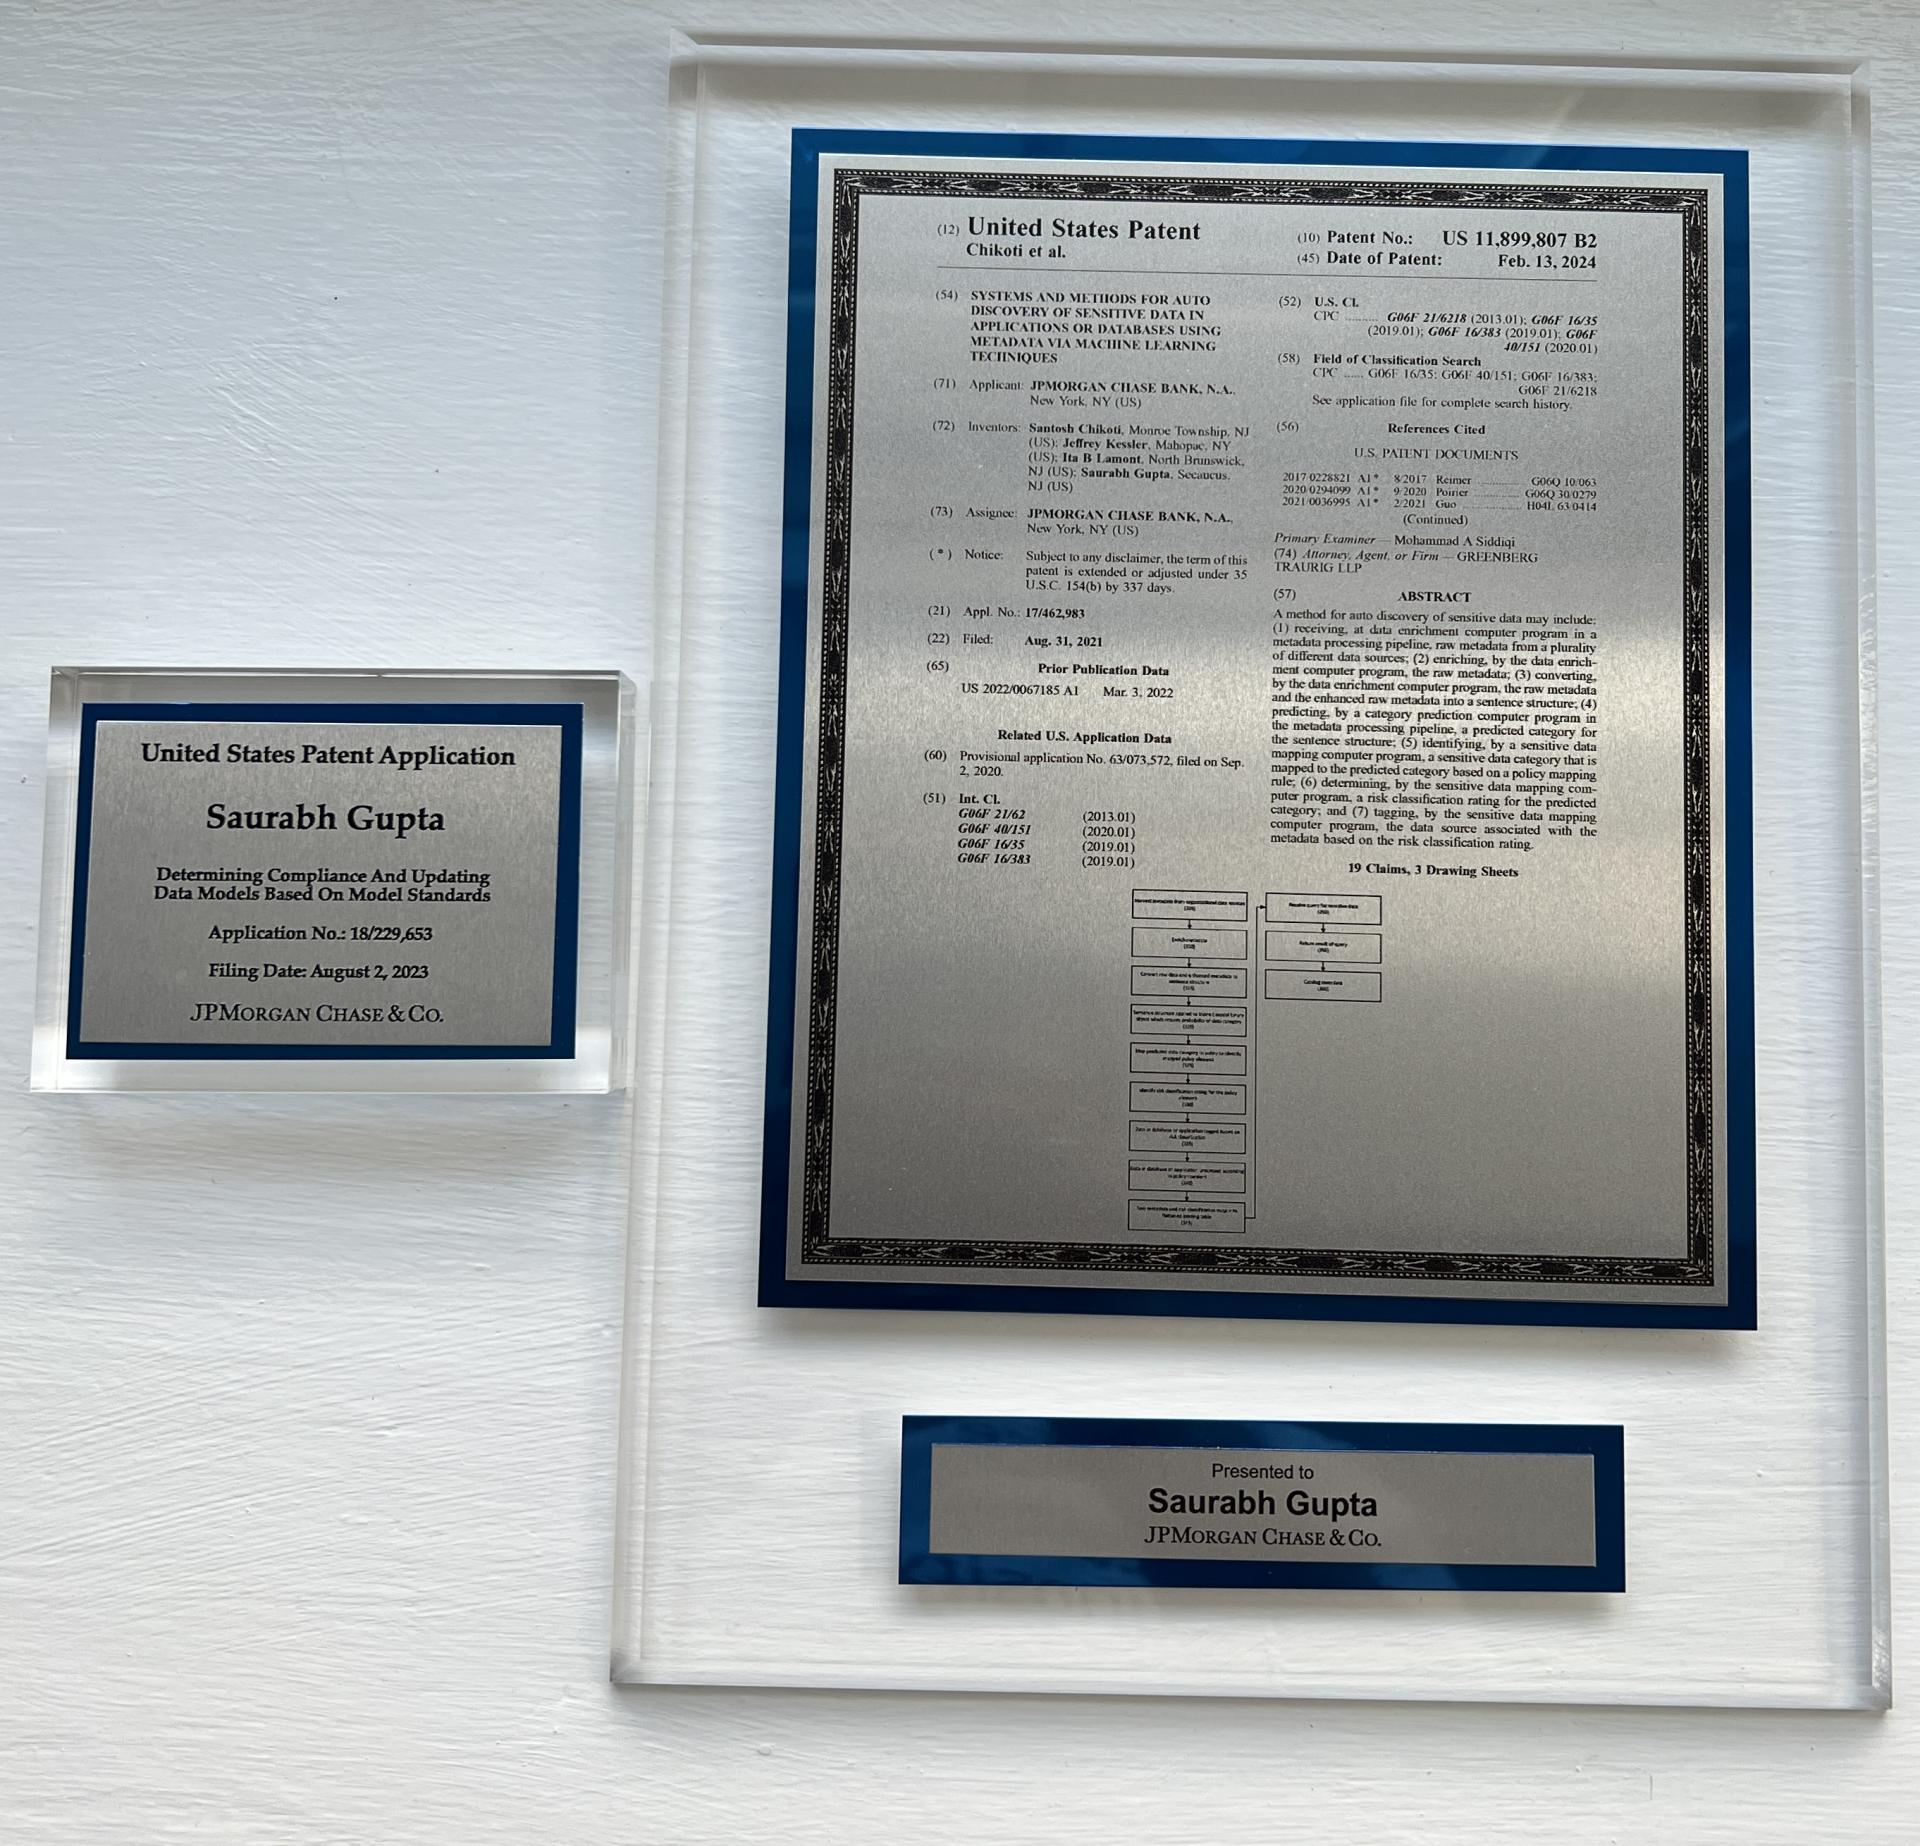 United States Patent Application
Saurabh Gupta
Determining Compliance And Updating
Data Models Based On Model Standards
Application No.: 18/229,653
Filing Date: August 2, 2023
JPMORGAN CHASE & CO.
(12) United States Patent
Chikoti et al.
(10) Patent No.: US 11,899,807 B2
(45) Date of Patent: Feb. 13, 2024
(54) SYSTEMS AND METHODS FOR AUTO
DISCOVERY OF SENSITIVE DATA IN
APPLICATIONS OR DATABASES USING
METADATA VIA MACHINE LEARNING
TECHNIQUES
(71) Applicant: JPMORGAN CHASE BANK, N.A.,
New York, NY (US)
(72) Inventors: Santosh Chikoti, Monroe Township, NJ
(US); Jeffrey Kessler, Mahopac, NY
(US); Ita B Lamont, North Brunswick,
NJ (US); Saurabh Gupta, Secaucus,
NJ (US)
(73) Assignee: JPMORGAN CHASE BANK, N.A.,
New York, NY (US)
( * ) Notice: Subject to any disclaimer, the term of this
patent is extended or adjusted under 35
U.S.C. 154(b) by 337 days.
(21) Appl. No.: 17/462,983
(22) Filed: Aug. 31, 2021
(65) Prior Publication Data
US 2022/0067185 A1 Mar. 3, 2022
Related U.S. Application Data
(60) Provisional application No. 63/073,572, filed on Sep.
2, 2020.
(51) Int. Cl.
G06F 21/62 (2013.01)
G06F 40/151 (2020.01)
G06F 16/35 (2019.01)
G06F 16/383 (2019.01)
(52) U.S. Cl.
CPC .......... G06F 21/6218 (2013.01); G06F 16/35
(2019.01); G06F 16/383 (2019.01); G06F
40/151 (2020.01)
(58) Field of Classification Search
CPC ...... G06F 16/35; G06F 40/151; G06F 16/383;
G06F 21/6218
See application file for complete search history.
(56) References Cited
U.S. PATENT DOCUMENTS
2017/0228821 A1* 8/2017 Reimer ............ G06Q 10/063
2020/0294099 A1* 9/2020 Poirier ............ G06Q 30/0279
2021/0036995 A1* 2/2021 Guo ............ H04L 63/0414
(Continued)
Primary Examiner — Mohammad A Siddiqi
(74) Attorney, Agent, or Firm — GREENBERG
TRAURIG LLP
(57) ABSTRACT
A method for auto discovery of sensitive data may include:
(1) receiving, at data enrichment computer program in a
metadata processing pipeline, raw metadata from a plurality
of different data sources; (2) enriching, by the data enrich-
ment computer program, the raw metadata; (3) converting,
by the data enrichment computer program, the raw metadata
and the enhanced raw metadata into a sentence structure; (4)
predicting, by a category prediction computer program in
the metadata processing pipeline, a predicted category for
the sentence structure; (5) identifying, by a sensitive data
mapping computer program, a sensitive data category that is
mapped to the predicted category based on a policy mapping
rule; (6) determining, by the sensitive data mapping com-
puter program, a risk classification rating for the predicted
category; and (7) tagging, by the sensitive data mapping
computer program, the data source associated with the
metadata based on the risk classification rating.
19 Claims, 3 Drawing Sheets
Presented to
Saurabh Gupta
JPMORGAN CHASE & CO.